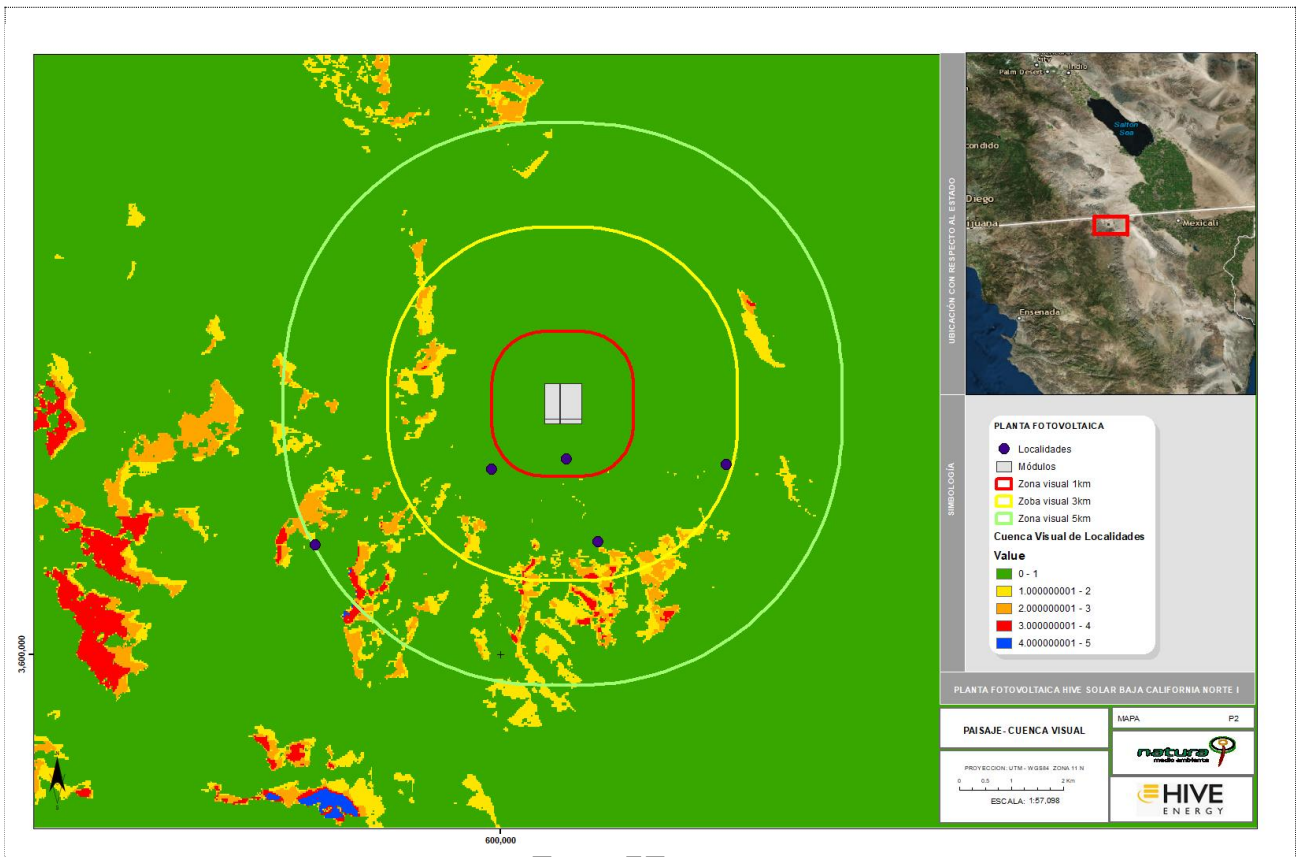 Palm Desert
Indio
Salton
Sea
condido
Diego
Mexicali
Ensenada
UBICACIÓN CON RESPECTO AL ESTADO
SIMBOLOGÍA
PLANTA FOTOVOLTAICA
Localidades
Módulos
Zona visual 1km
Zoba visual 3km
Zona visual 5km
Cuenca Visual de Localidades
Value
0 - 1
1.000000001 - 2
2.000000001 - 3
3.000000001 - 4
4.000000001 - 5
PLANTA FOTOVOLTAICA HIVE SOLAR BAJA CALIFORNIA NORTE I
PAISAJE- CUENCA VISUAL
MAPA P2
PROYECCION: UTM - WGS84 ZONA 11 N
0 0.5 1 2 Km
ESCALA: 1:57,098
natura
medio ambiente
HIVE
ENERGY
3,600,000
600,000